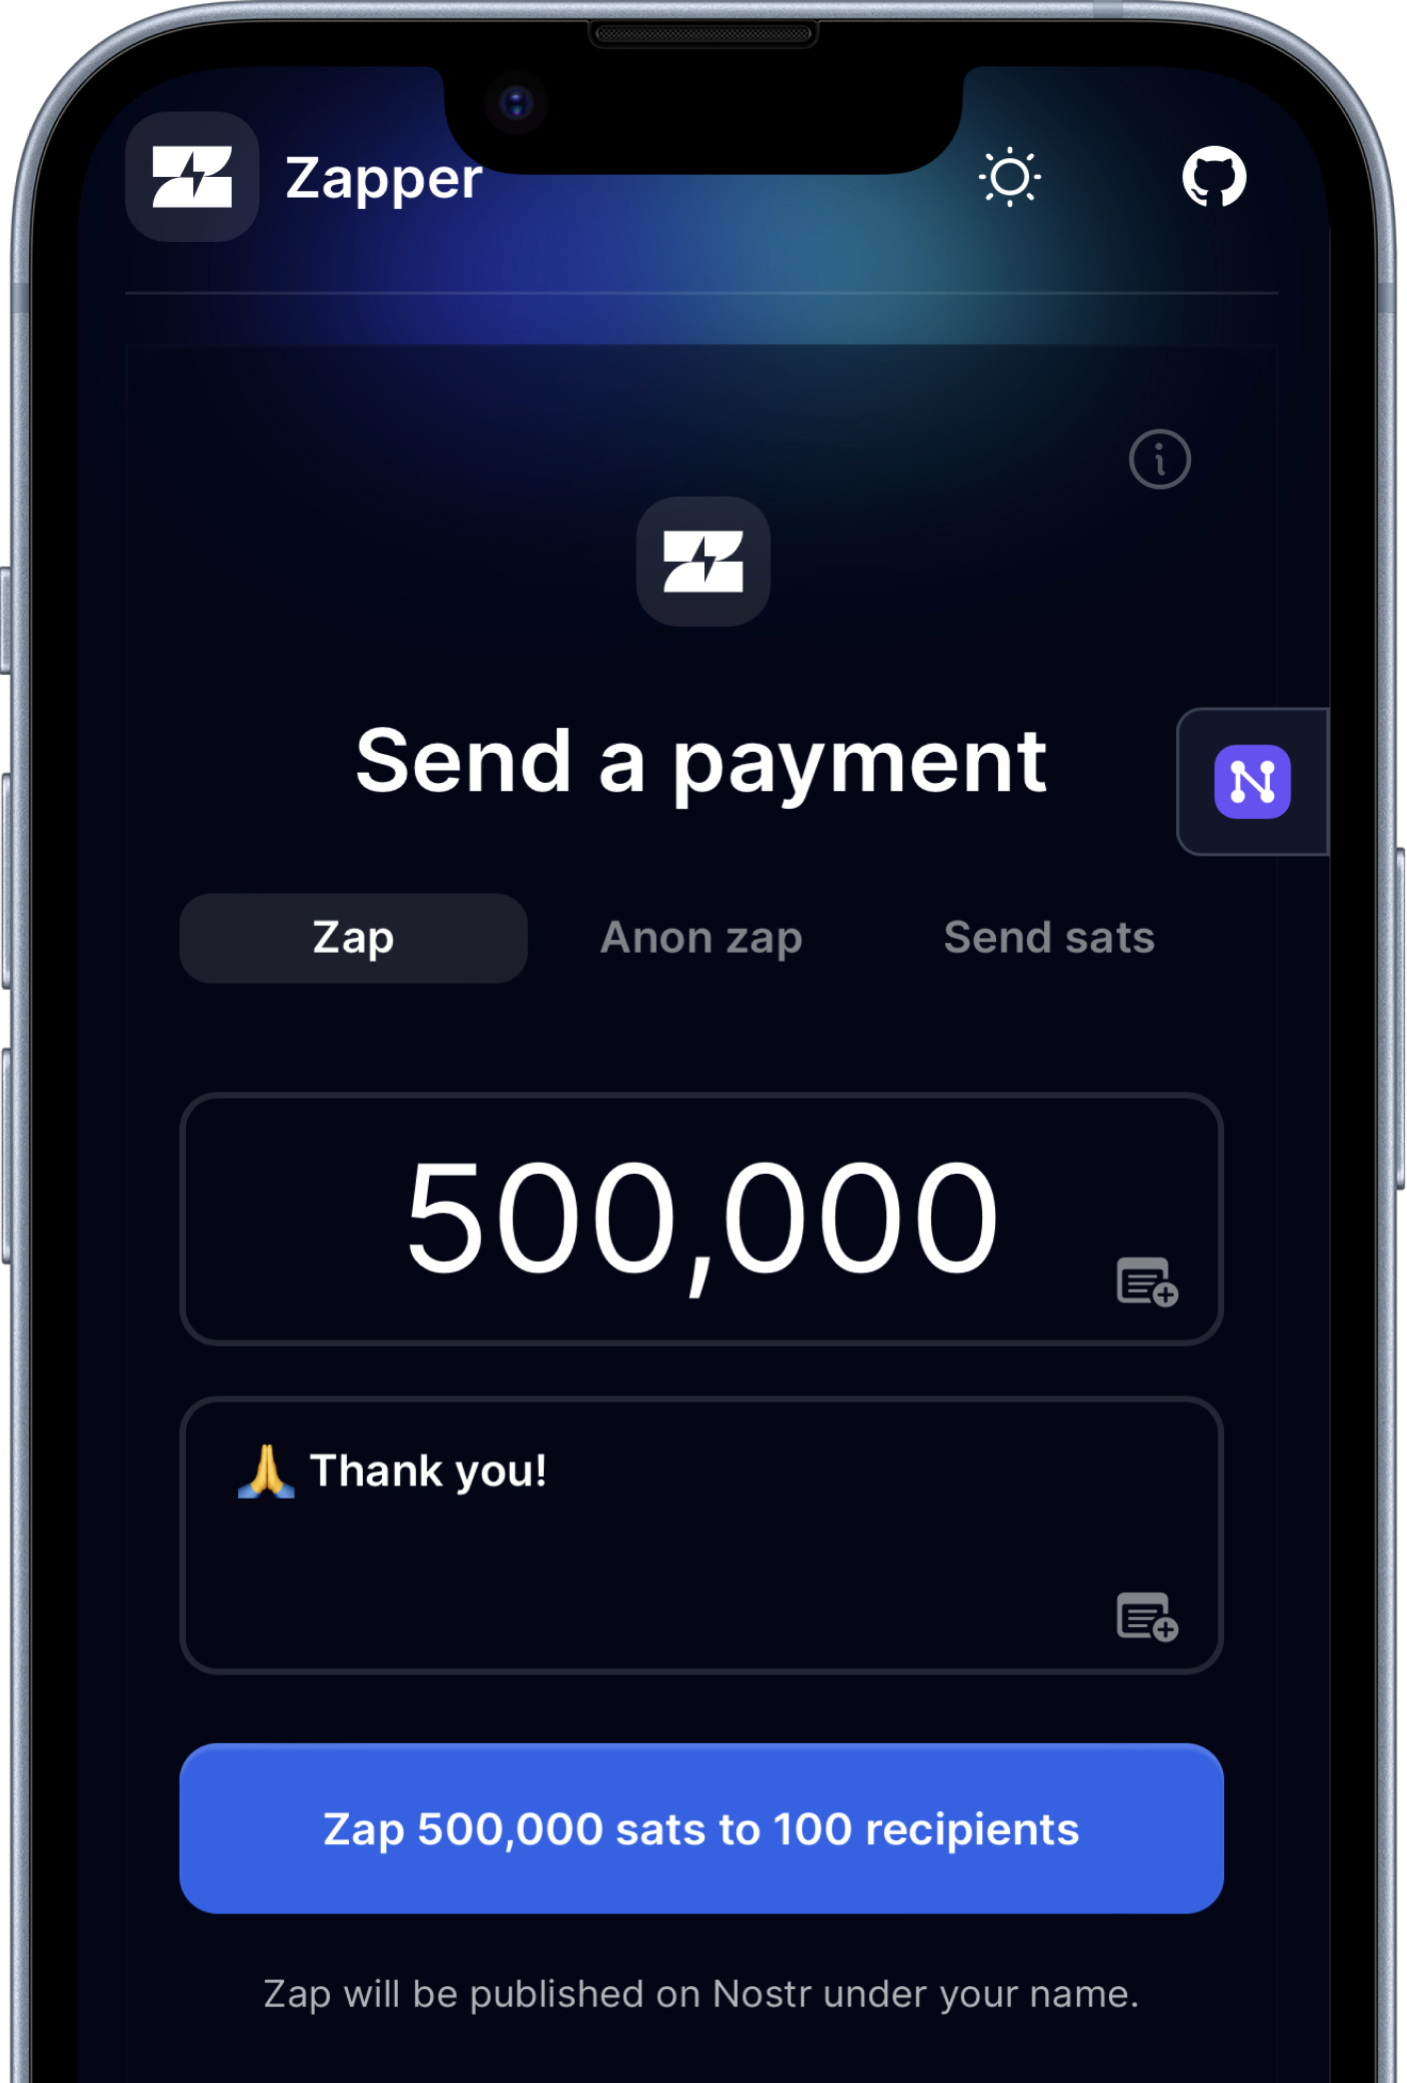 Zapper
Send a payment
Zap Anon zap Send sats
500,000
🙏 Thank you!
Zap 500,000 sats to 100 recipients
Zap will be published on Nostr under your name.